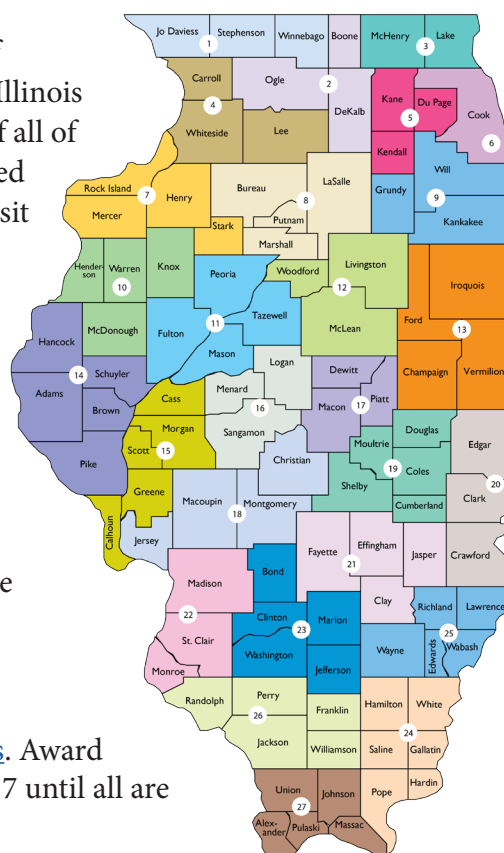 Illinois
f all of
ed
sit
e
s. Award
7 until all are
Jo Daviess
Stephenson
Winnebago
Boone
McHenry
Lake
1
3
Carroll
Ogle
2
4
DeKalb
Kane
Du Page
Cook
5
6
Whiteside
Lee
Kendall
Will
LaSalle
Rock Island
7
Henry
Bureau
8
Grundy
9
Mercer
Putnam
Kankakee
Stark
Marshall
Hender-
son
Warren
Knox
Peoria
Woodford
Livingston
Iroquois
10
12
Fulton
11
Tazewell
McLean
Ford
13
McDonough
Hancock
Mason
Logan
Dewitt
Champaign
Vermilion
14
Schuyler
Menard
Piatt
Adams
Cass
16
Macon
17
Brown
Morgan
Sangamon
Douglas
Scott
15
Moultrie
Edgar
Pike
Christian
19
Coles
20
Greene
Shelby
Clark
Calhoun
Macoupin
18
Montgomery
Cumberland
Jersey
Fayette
Effingham
Jasper
Crawford
21
Madison
Bond
Clay
Richland
Lawrence
22
Clinton
Marion
23
25
St. Clair
Washington
Wayne
Edwards
Wabash
Monroe
Jefferson
Randolph
Perry
Franklin
Hamilton
White
26
24
Jackson
Williamson
Saline
Gallatin
Union
Johnson
Pope
Hardin
27
Alex-
ander
Pulaski
Massac